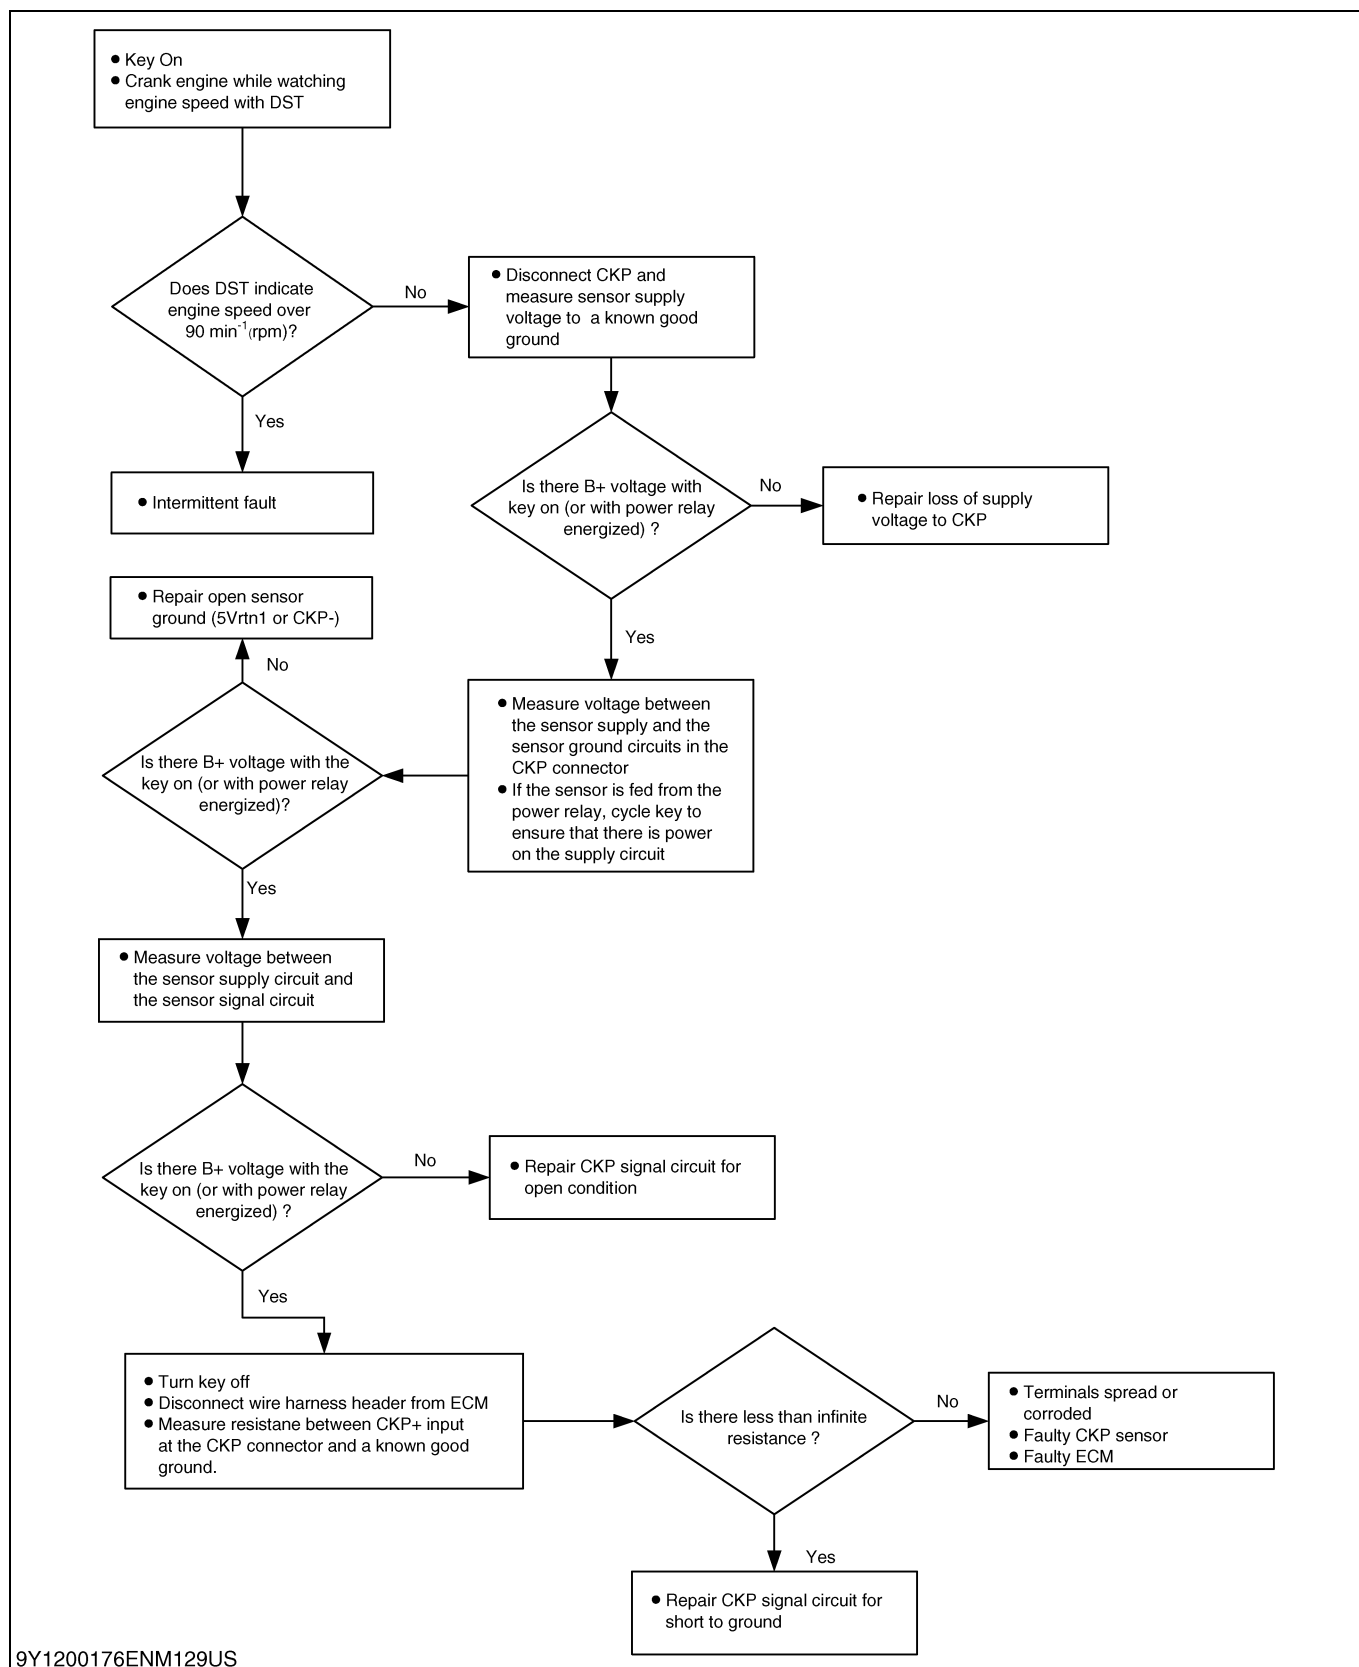 ● Key On
● Crank engine while watching
engine speed with DST
Does DST indicate
engine speed over
90 min⁻¹(rpm)?
No
● Disconnect CKP and
measure sensor supply
voltage to a known good
ground
Yes
● Intermittent fault
Is there B+ voltage with
key on (or with power relay
energized) ?
No
● Repair loss of supply
voltage to CKP
● Repair open sensor
ground (5Vrtn1 or CKP-)
Yes
No
● Measure voltage between
the sensor supply and the
sensor ground circuits in the
CKP connector
● If the sensor is fed from the
power relay, cycle key to
ensure that there is power
on the supply circuit
Is there B+ voltage with the
key on (or with power relay
energized)?
Yes
● Measure voltage between
the sensor supply circuit and
the sensor signal circuit
Is there B+ voltage with the
key on (or with power relay
energized) ?
No
● Repair CKP signal circuit for
open condition
Yes
● Turn key off
● Disconnect wire harness header from ECM
● Measure resistane between CKP+ input
at the CKP connector and a known good
ground.
Is there less than infinite
resistance ?
No
● Terminals spread or
corroded
● Faulty CKP sensor
● Faulty ECM
Yes
● Repair CKP signal circuit for
short to ground
9Y1200176ENM129US